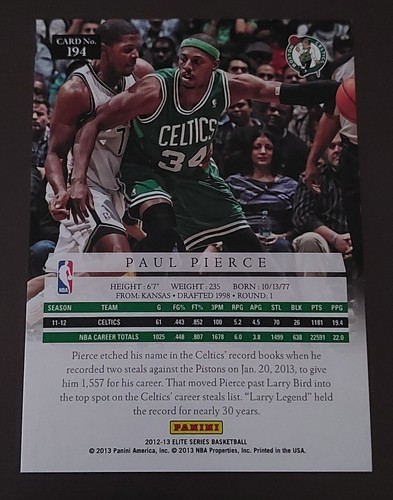 CARD No.
194
CELTICS
34
7
PAUL PIERCE
NBA
HEIGHT : 6'7" WEIGHT : 235 BORN : 10/13/77
FROM: KANSAS • DRAFTED 1998 • ROUND: 1
SEASON TEAM G FG% FT% 3PM RPG APG STL BLK PTS PPG
11-12 CELTICS 61 .443 .852 100 5.2 4.5 70 26 1181 19.4
NBA CAREER TOTALS 1025 .448 .807 1678 6.0 3.8 1499 638 22591 22.0
Pierce etched his name in the Celtics' record books when he
recorded two steals against the Pistons on Jan. 20, 2013, to give
him 1,557 for his career. That moved Pierce past Larry Bird into
the top spot on the Celtics' career steals list. “Larry Legend” held
the record for nearly 30 years.
PANINI
2012-13 ELITE SERIES BASKETBALL
© 2013 Panini America, Inc. © 2013 NBA Properties, Inc. Printed in the USA.